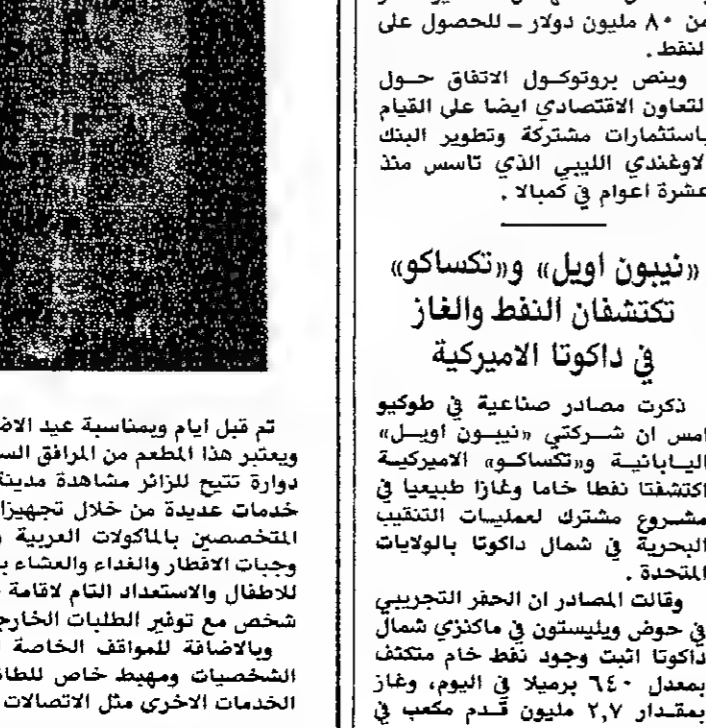 من ٨٠ مليون دولار ــ للحصول على
لنفط .
وينص بروتوكول الاتفاق حول
لتعاون الاقتصادي ايضا على القيام
باستثمارات مشتركة وتطوير البنك
لاوغندي الليبي الذي تاسس منذ
عشرة اعوام في كمبالا .
«نيبون اويل» و«تكساكو»
تكتشفان النفط والغاز
في داكوتا الاميركية
ذكرت مصادر صناعية في طوكيو
امس ان شركتي «نيبون اويل»
اليابانية و«تكساكو» الاميركية
اكتشفتا نفطا خاما وغازا طبيعيا في
مشروع مشترك لعمليات التنقيب
البحرية في شمال داكوتا بالولايات
المتحدة .
وقالت المصادر ان الحفر التجريبي
في حوض ويليستون في ماكنزي شمال
داكوتا اثبت وجود نفط خام متكثف
بمعدل ٦٤٠ برميلا في اليوم، وغاز
بمقدار ٢,٧ مليون قدم مكعب في
تم قبل ايام وبمناسبة عيد الاض
ويعتبر هذا المطعم من المرافق الس
دوارة تتيح للزائر مشاهدة مدينة
خدمات عديدة من خلال تجهيزا
المتخصصين بالماكولات العربية و
وجبات الافطار والغداء والعشاء ب
للاطفال والاستعداد التام لاقامة
شخص مع توفير الطلبات الخارج
وبالاضافة للمواقف الخاصة
الشخصيات ومهبط خاص للطائ
الخدمات الاخرى مثل الاتصالات